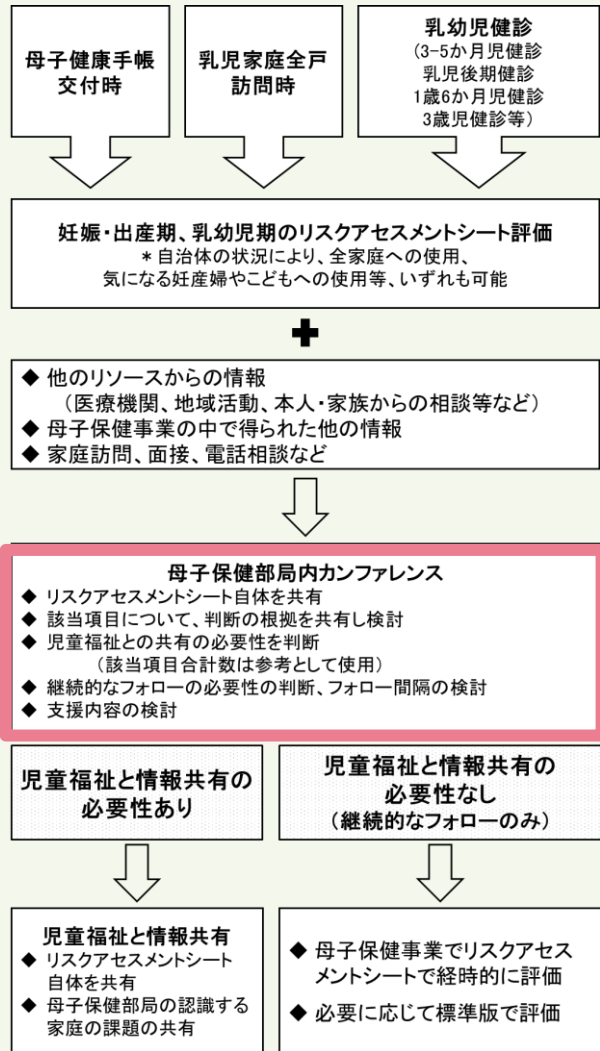 母子健康手帳
交付時
乳児家庭全戸
訪問時
乳幼児健診
(3-5か月児健診
乳児後期健診
1歳6か月児健診
3歳児健診等)
妊娠・出産期、乳幼児期のリスクアセスメントシート評価
*自治体の状況により、全家庭への使用、
気になる妊産婦やこどもへの使用等、いずれも可能
◆ 他のリソースからの情報
(医療機関、地域活動、本人・家族からの相談等など)
◆ 母子保健事業の中で得られた他の情報
◆ 家庭訪問、面接、電話相談など
母子保健部局内カンファレンス
◆ リスクアセスメントシート自体を共有
◆ 該当項目について、判断の根拠を共有し検討
◆ 児童福祉との共有の必要性を判断
(該当項目合計数は参考として使用)
◆ 継続的なフォローの必要性の判断、フォロー間隔の検討
◆ 支援内容の検討
児童福祉と情報共有の
必要性あり
児童福祉と情報共有の
必要性なし
(継続的なフォローのみ)
児童福祉と情報共有
◆ リスクアセスメントシート
自体を共有
◆ 母子保健部局の認識する
家庭の課題の共有
◆ 母子保健事業でリスクアセス
メントシートで経時的に評価
◆ 必要に応じて標準版で評価